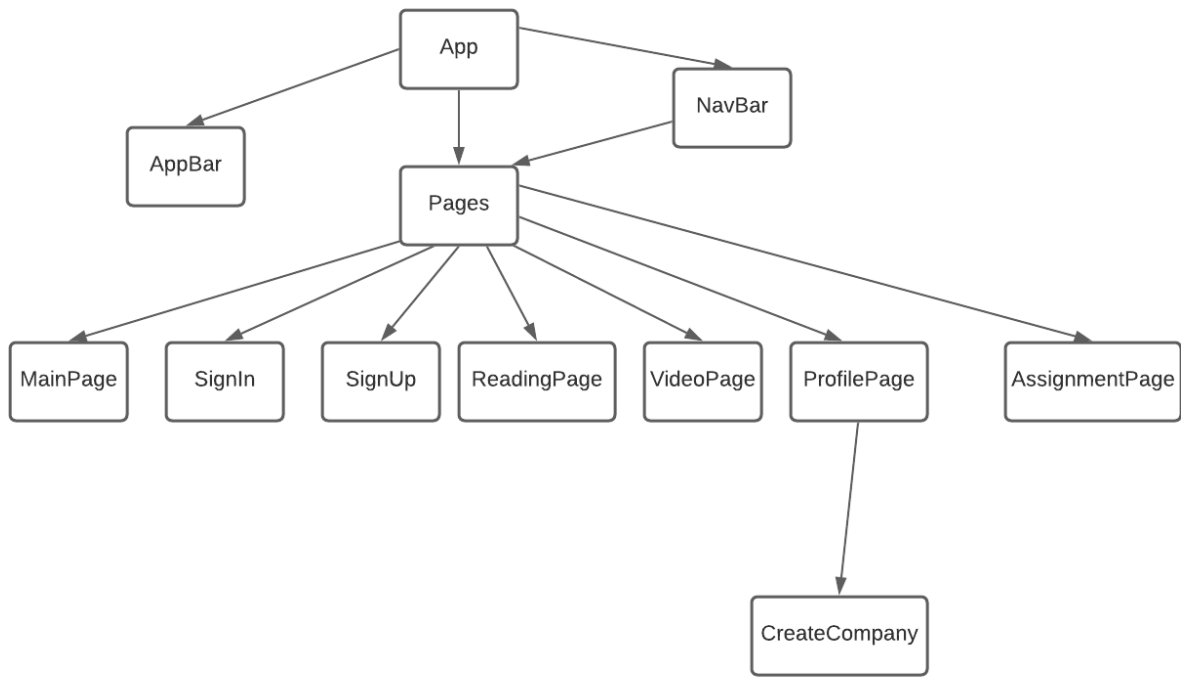 App
NavBar
AppBar
Pages
MainPage
SignIn
SignUp
ReadingPage
VideoPage
ProfilePage
AssignmentPage
CreateCompany